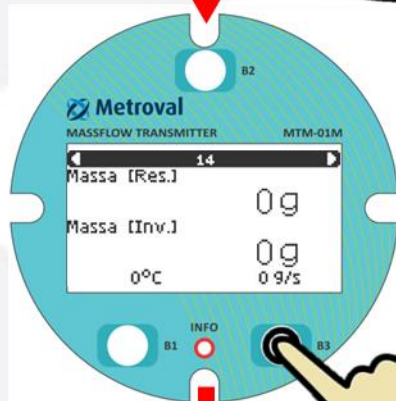 B2
Metroval
MASSFLOW TRANSMITTER MTM-01M
14
Massa [Res.]
0g
Massa [Inv.]
0g
0°C 0 g/s
INFO
B1 B3